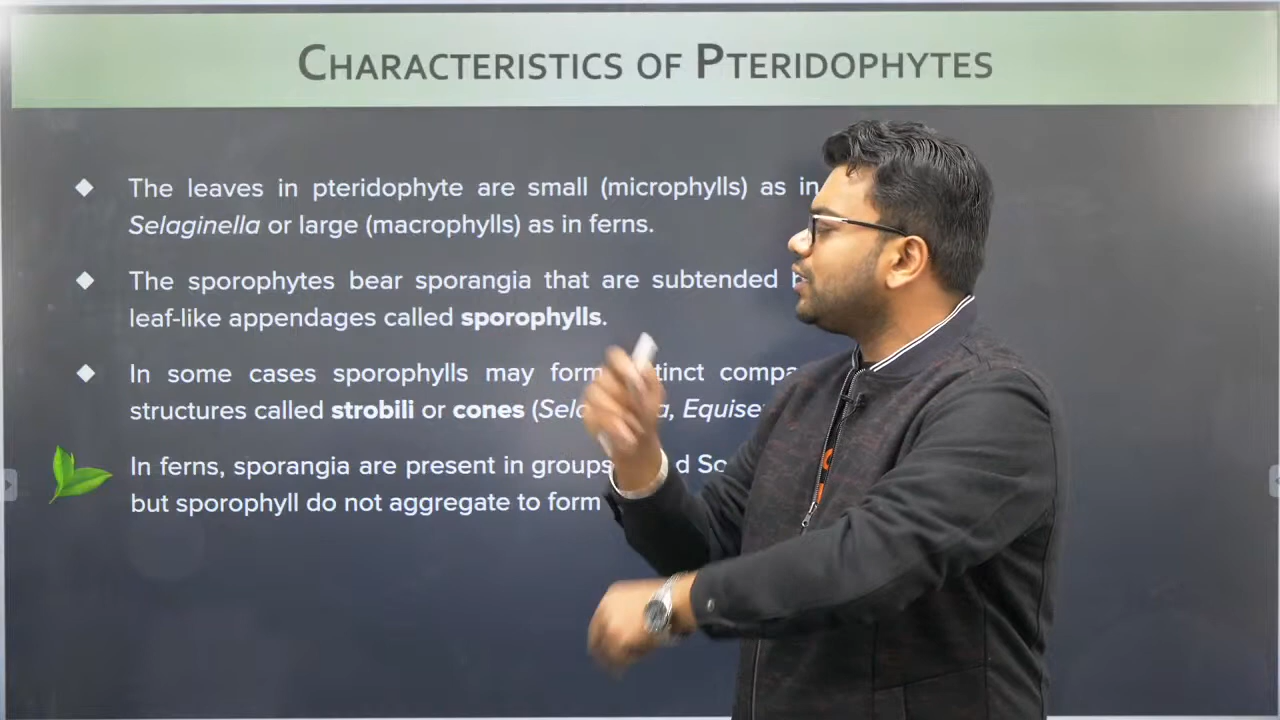 CHARACTERISTICS OF PTERIDOPHYTES
The leaves in pteridophyte are small (microphylls) as in
Selaginella or large (macrophylls) as in ferns.
The sporophytes bear sporangia that are subtended
leaf-like appendages called sporophylls.
In some cases sporophylls may form
structures called strobili or cones (
In ferns, sporangia are present in groups
but sporophyll do not aggregate to form